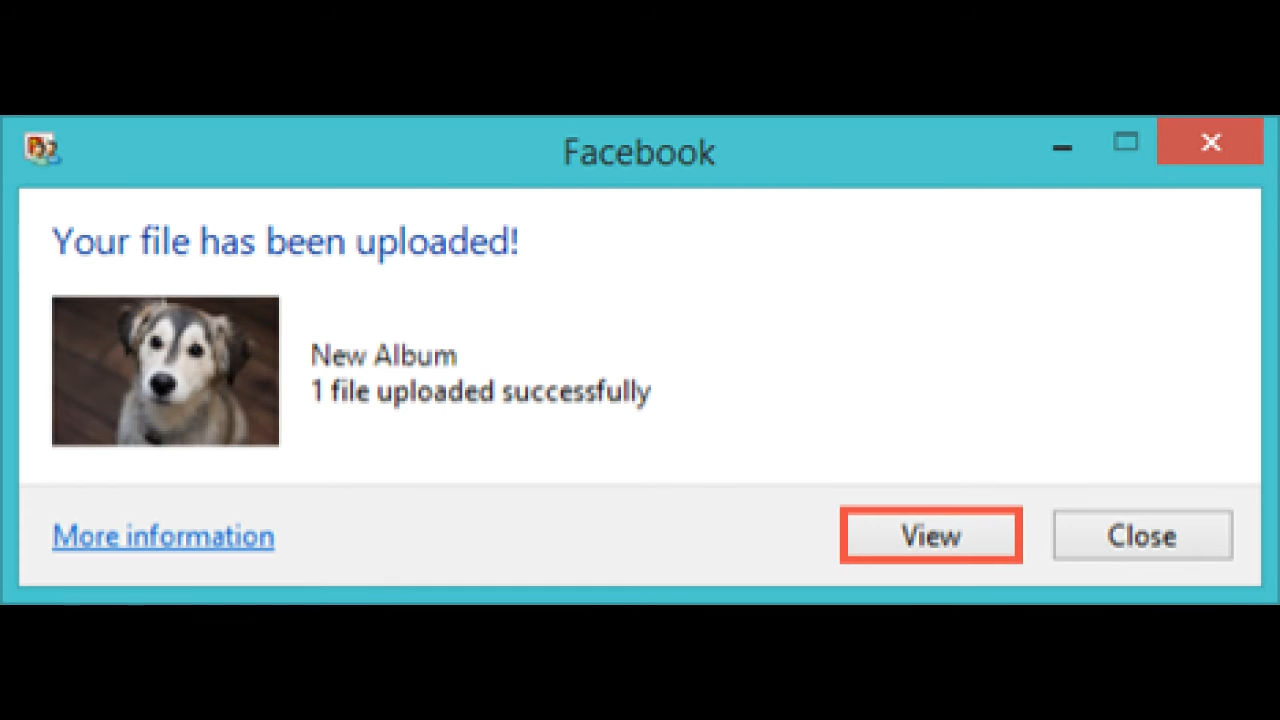 Facebook
Your file has been uploaded!
New Album
1 file uploaded successfully
More information
View
Close